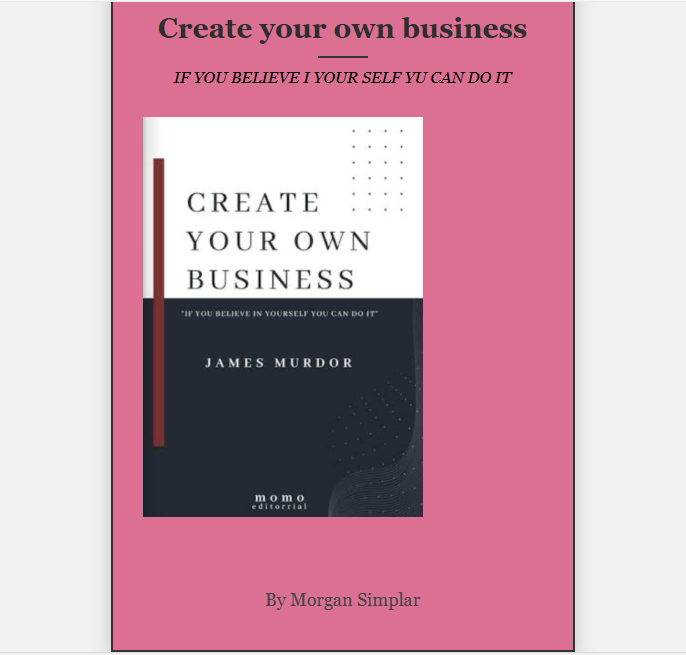 Create your own business
IF YOU BELIEVE I YOUR SELF YU CAN DO IT
CREATE
YOUR OWN
BUSINESS
"IF YOU BELIEVE IN YOURSELF YOU CAN DO IT"
JAMES MURDOR
momo
editorrial
By Morgan Simplar